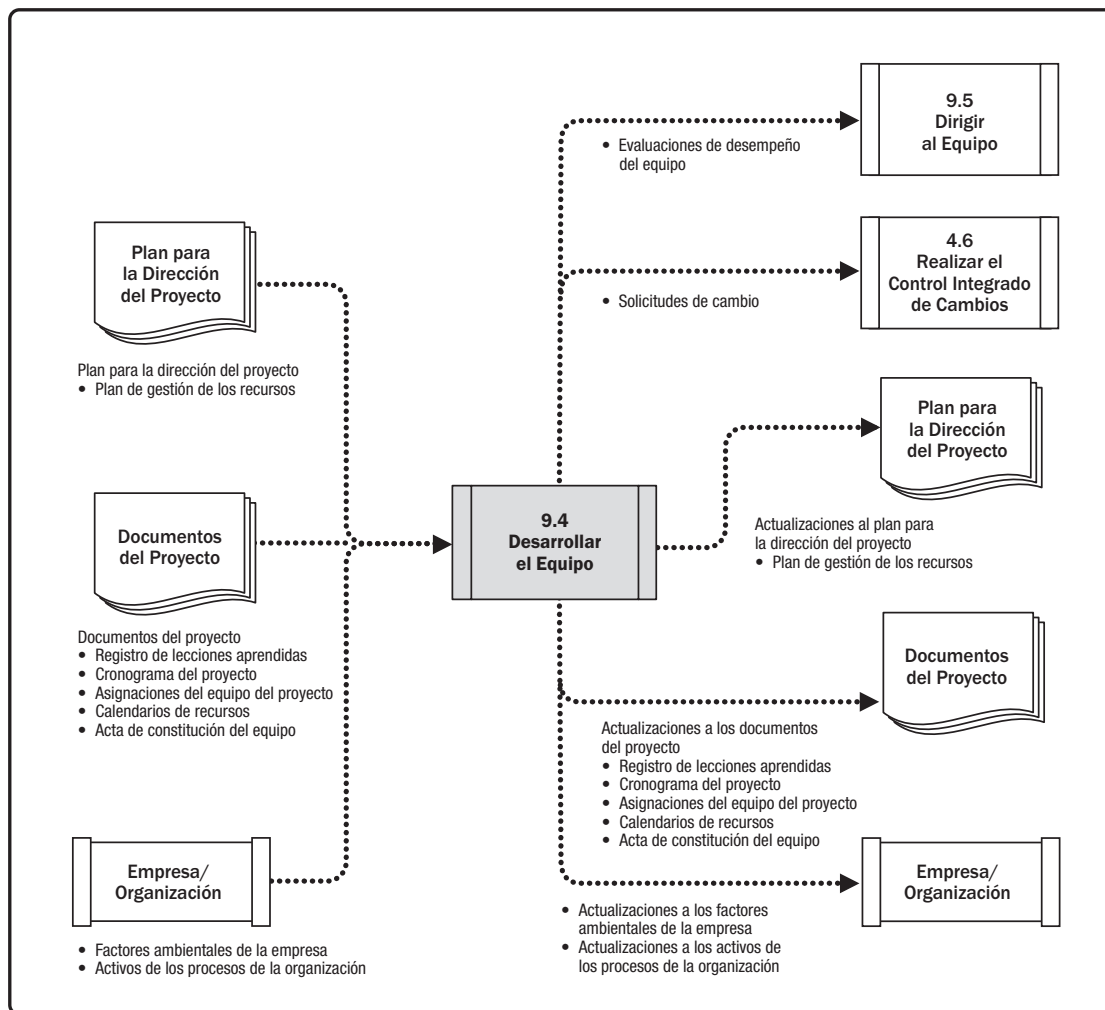 Plan para
la Dirección
del Proyecto
Plan para la dirección del proyecto
• Plan de gestión de los recursos
Documentos
del Proyecto
Documentos del proyecto
• Registro de lecciones aprendidas
• Cronograma del proyecto
• Asignaciones del equipo del proyecto
• Calendarios de recursos
• Acta de constitución del equipo
Empresa/
Organización
• Factores ambientales de la empresa
• Activos de los procesos de la organización
9.4
Desarrollar
el Equipo
9.5
Dirigir
al Equipo
• Evaluaciones de desempeño
del equipo
4.6
Realizar el
Control Integrado
de Cambios
• Solicitudes de cambio
Plan para
la Dirección
del Proyecto
Actualizaciones al plan para
la dirección del proyecto
• Plan de gestión de los recursos
Documentos
del Proyecto
Actualizaciones a los documentos
del proyecto
• Registro de lecciones aprendidas
• Cronograma del proyecto
• Asignaciones del equipo del proyecto
• Calendarios de recursos
• Acta de constitución del equipo
Empresa/
Organización
• Actualizaciones a los factores
ambientales de la empresa
• Actualizaciones a los activos de
los procesos de la organización